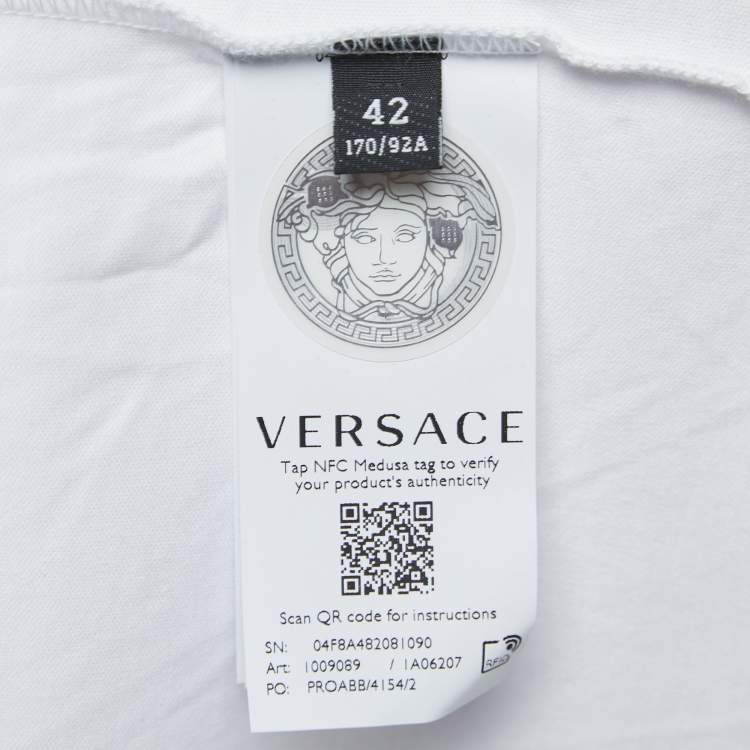 42
170/92A
VERSACE
Tap NFC Medusa tag to verify
your product's authenticity
Scan QR code for instructions
SN: 04F8A482081090
Art: 1009089 / 1A06207
PO: PROABB/4154/2